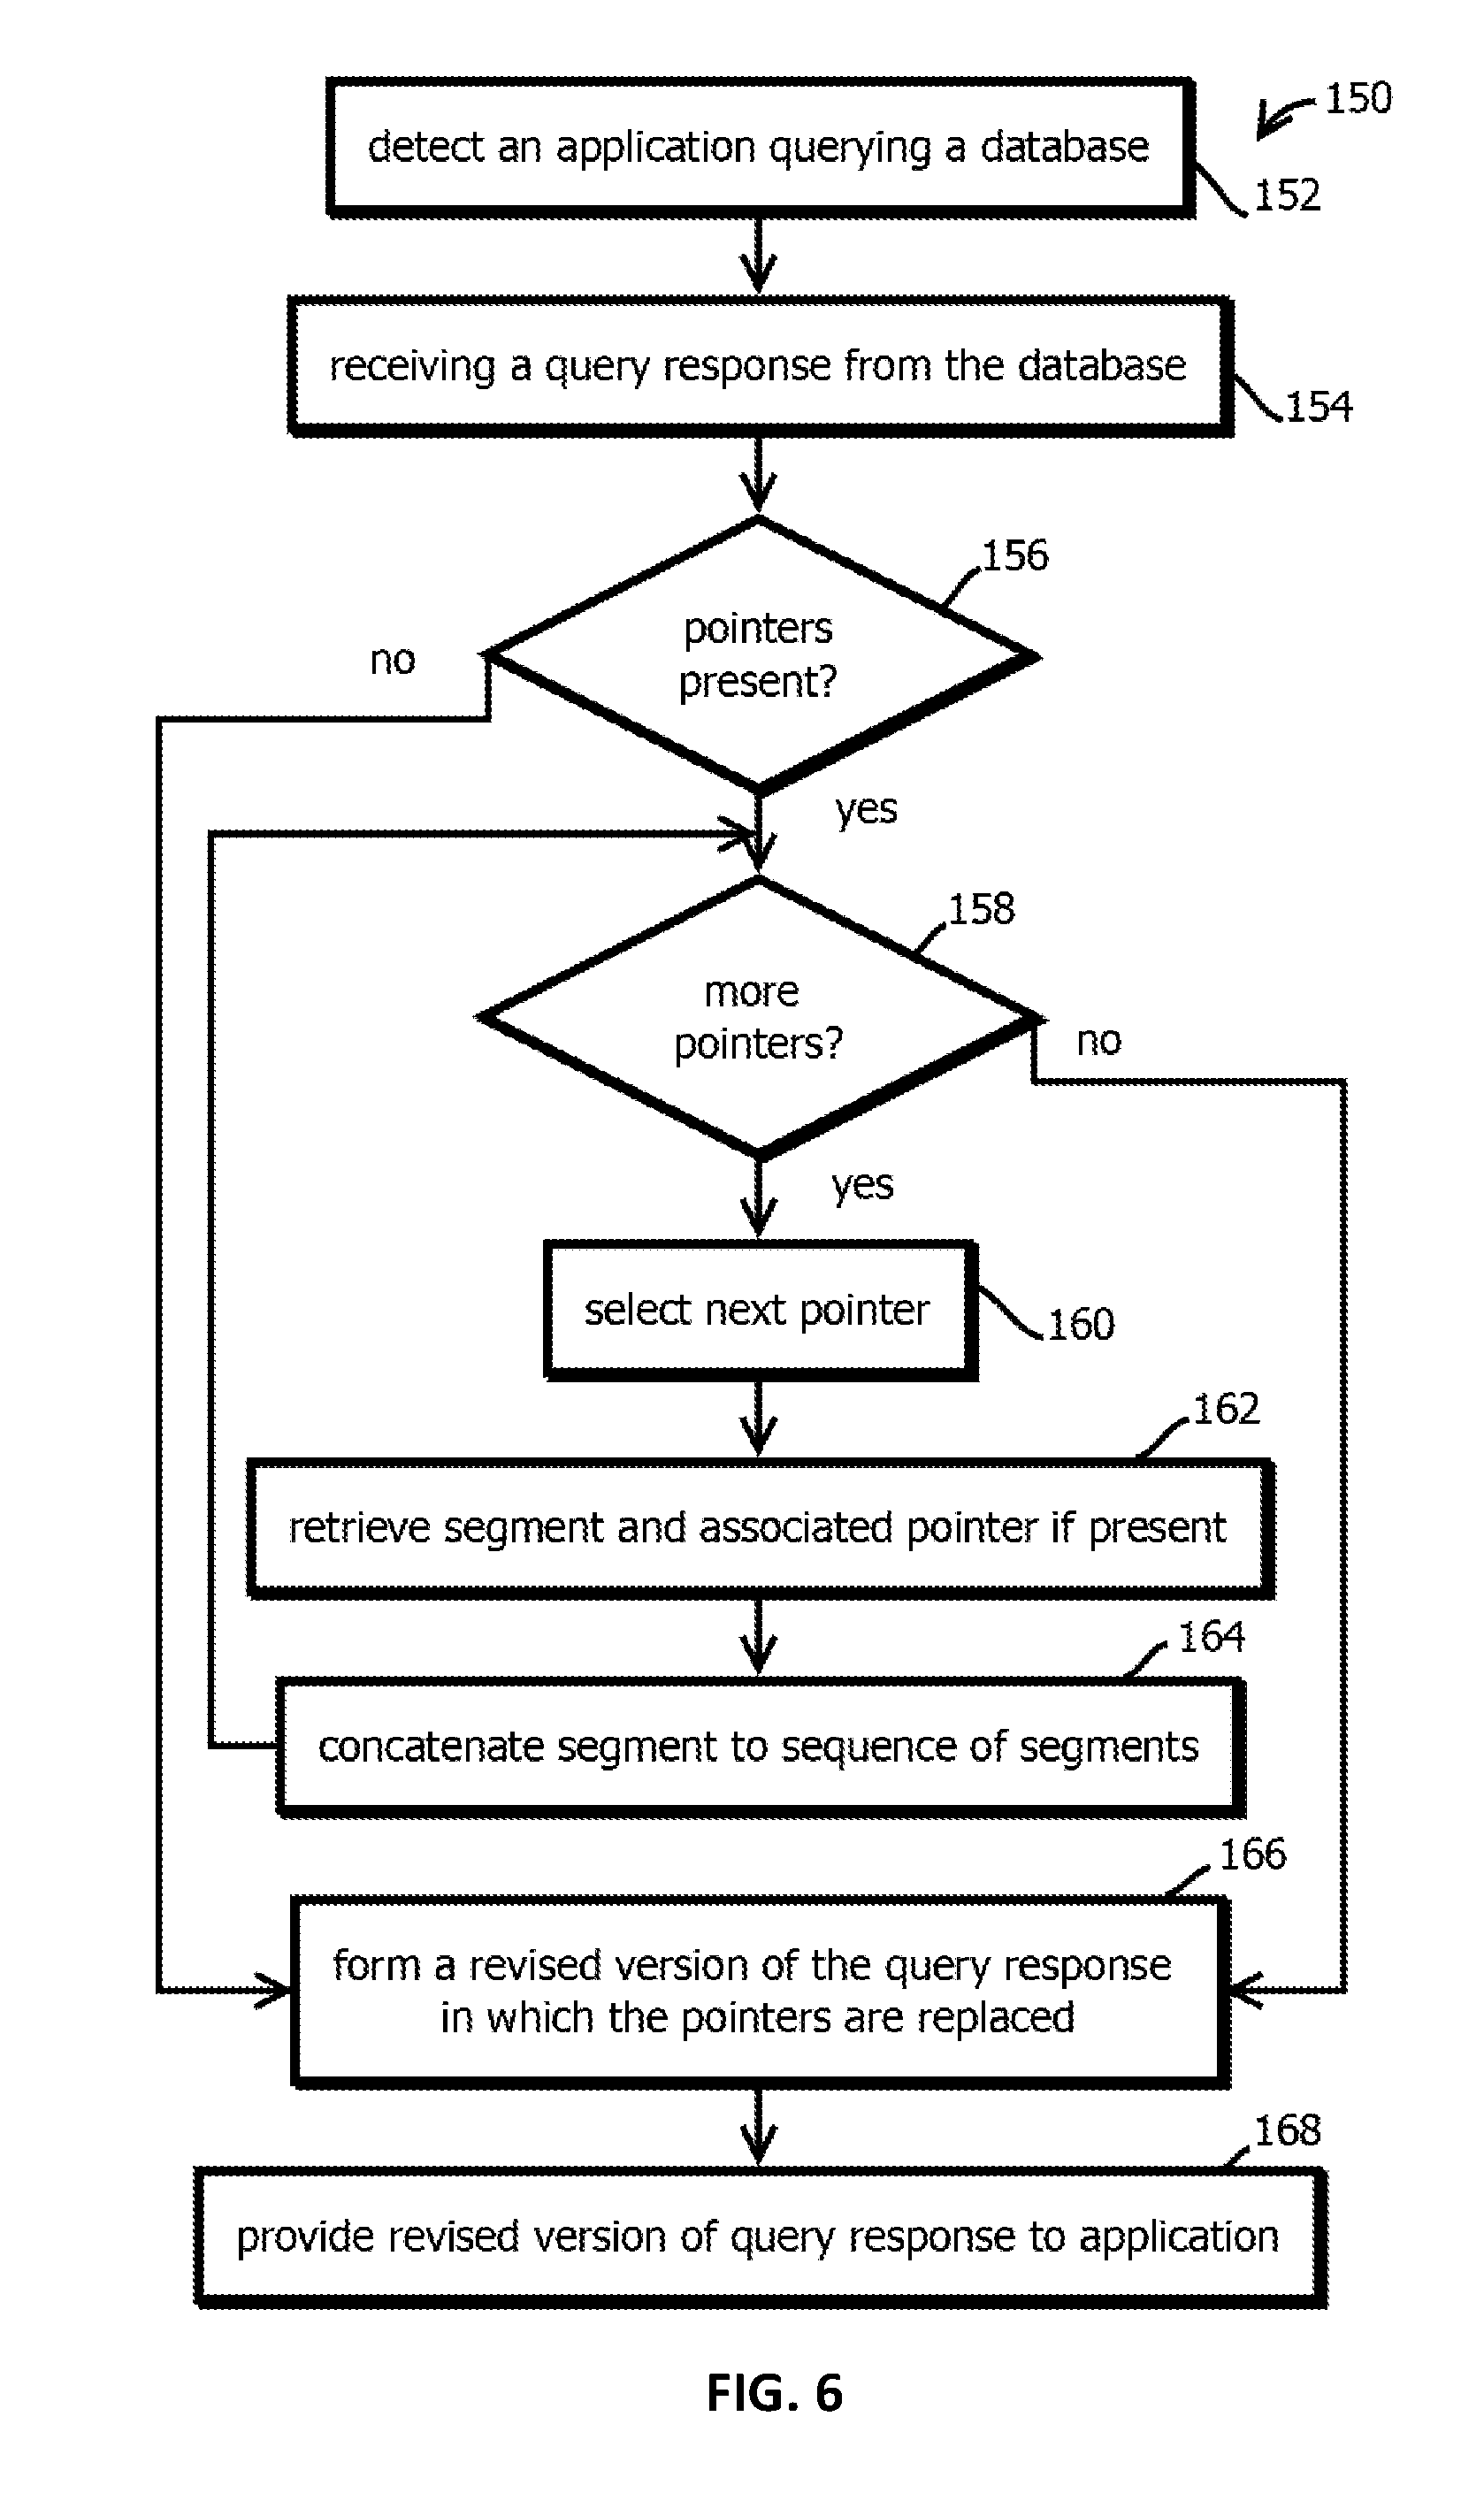 150
detect an application querying a database
152
receiving a query response from the database
154
156
pointers
present?
no
yes
158
more
pointers?
no
yes
select next pointer
160
162
retrieve segment and associated pointer if present
164
concatenate segment to sequence of segments
166
form a revised version of the query response
in which the pointers are replaced
168
provide revised version of query response to application
FIG. 6